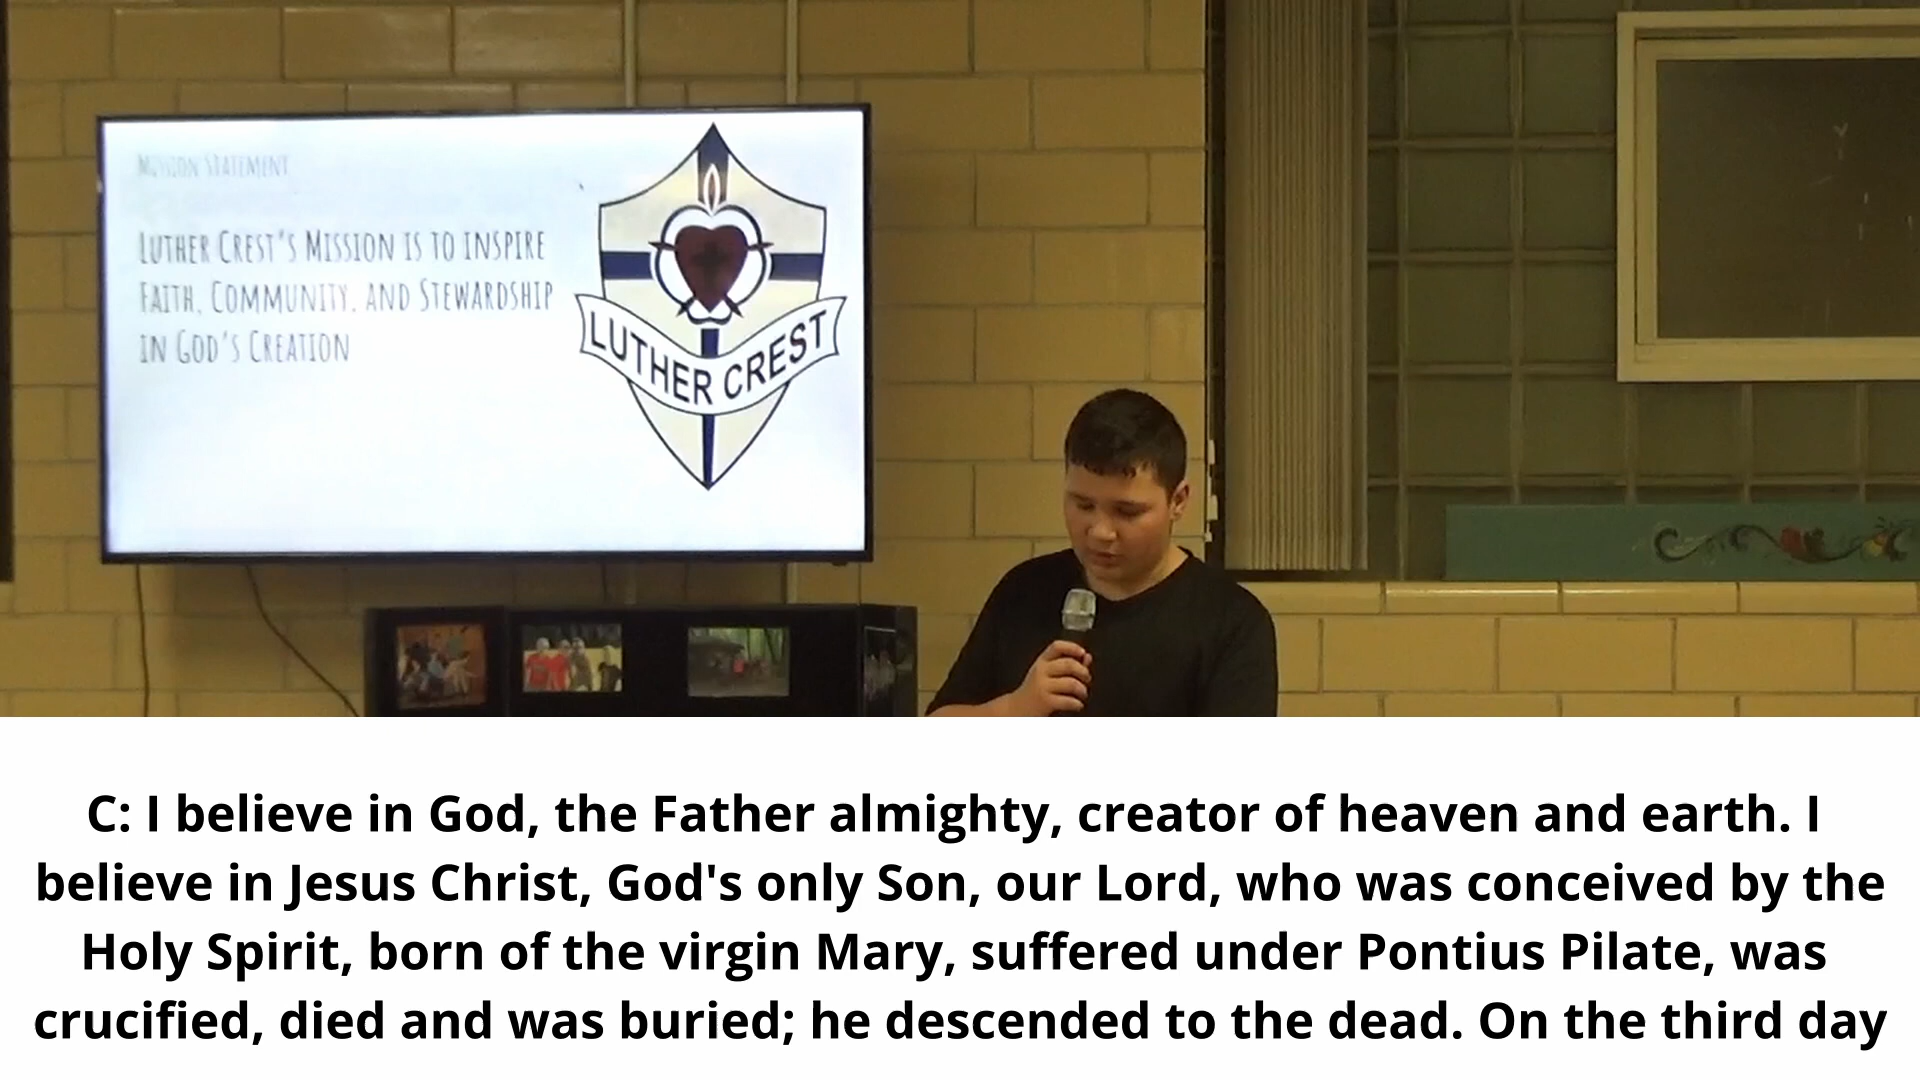 Mission Statement
Luther Crest's Mission is to inspire
Faith, Community, and Stewardship
in God's Creation
LUTHER CREST
C: I believe in God, the Father almighty, creator of heaven and earth. I
believe in Jesus Christ, God's only Son, our Lord, who was conceived by the
Holy Spirit, born of the virgin Mary, suffered under Pontius Pilate, was
crucified, died and was buried; he descended to the dead. On the third day